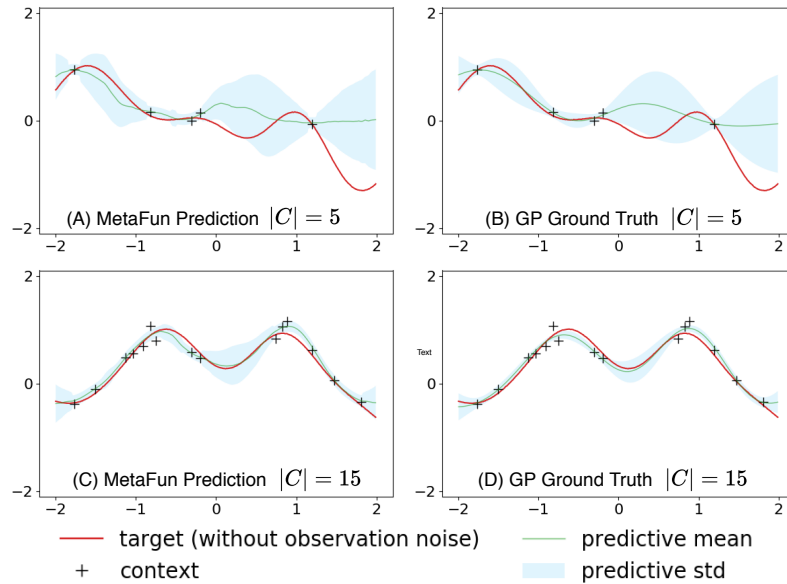 2
0
−2
−2 −1 0 1 2
(A) MetaFun Prediction |C| = 5
2
0
−2
−2 −1 0 1 2
(B) GP Ground Truth |C| = 5
2
0
−2
−2 −1 0 1 2
(C) MetaFun Prediction |C| = 15
Text
2
0
−2
−2 −1 0 1 2
(D) GP Ground Truth |C| = 15
target (without observation noise)
predictive mean
context
predictive std